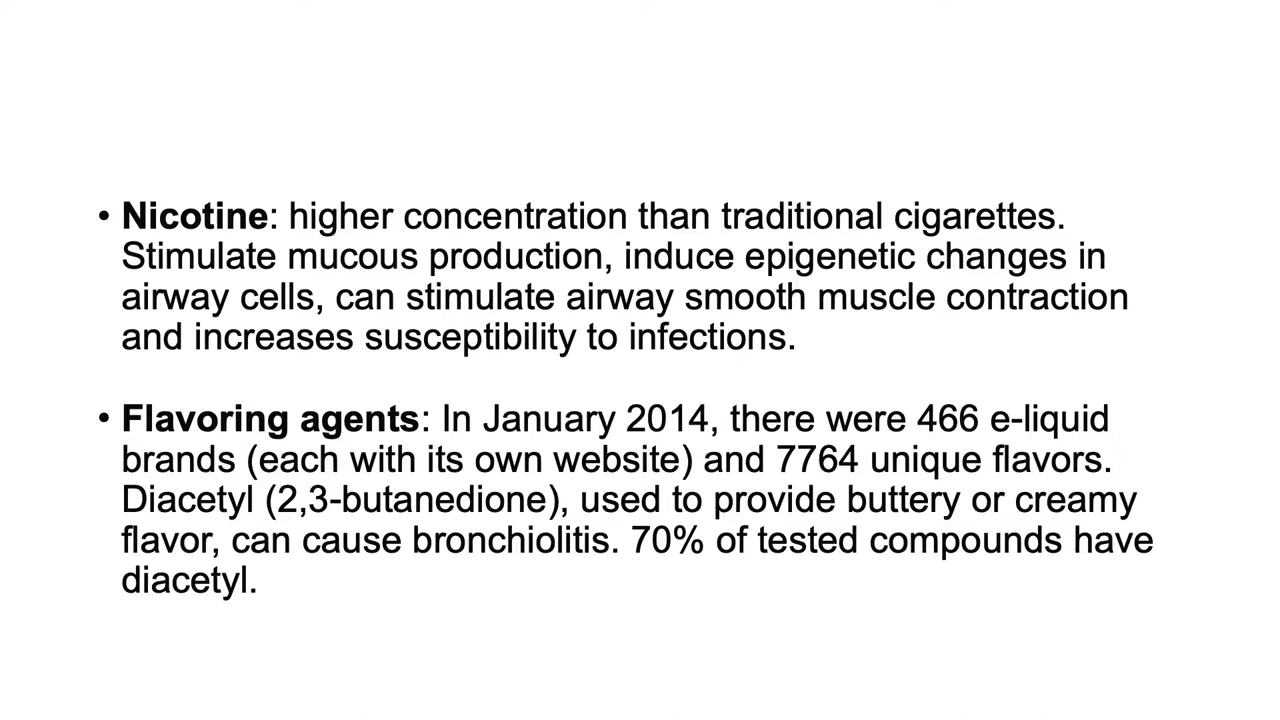 • Nicotine: higher concentration than traditional cigarettes.
Stimulate mucous production, induce epigenetic changes in
airway cells, can stimulate airway smooth muscle contraction
and increases susceptibility to infections.
• Flavoring agents: In January 2014, there were 466 e-liquid
brands (each with its own website) and 7764 unique flavors.
Diacetyl (2,3-butanedione), used to provide buttery or creamy
flavor, can cause bronchiolitis. 70% of tested compounds have
diacetyl.